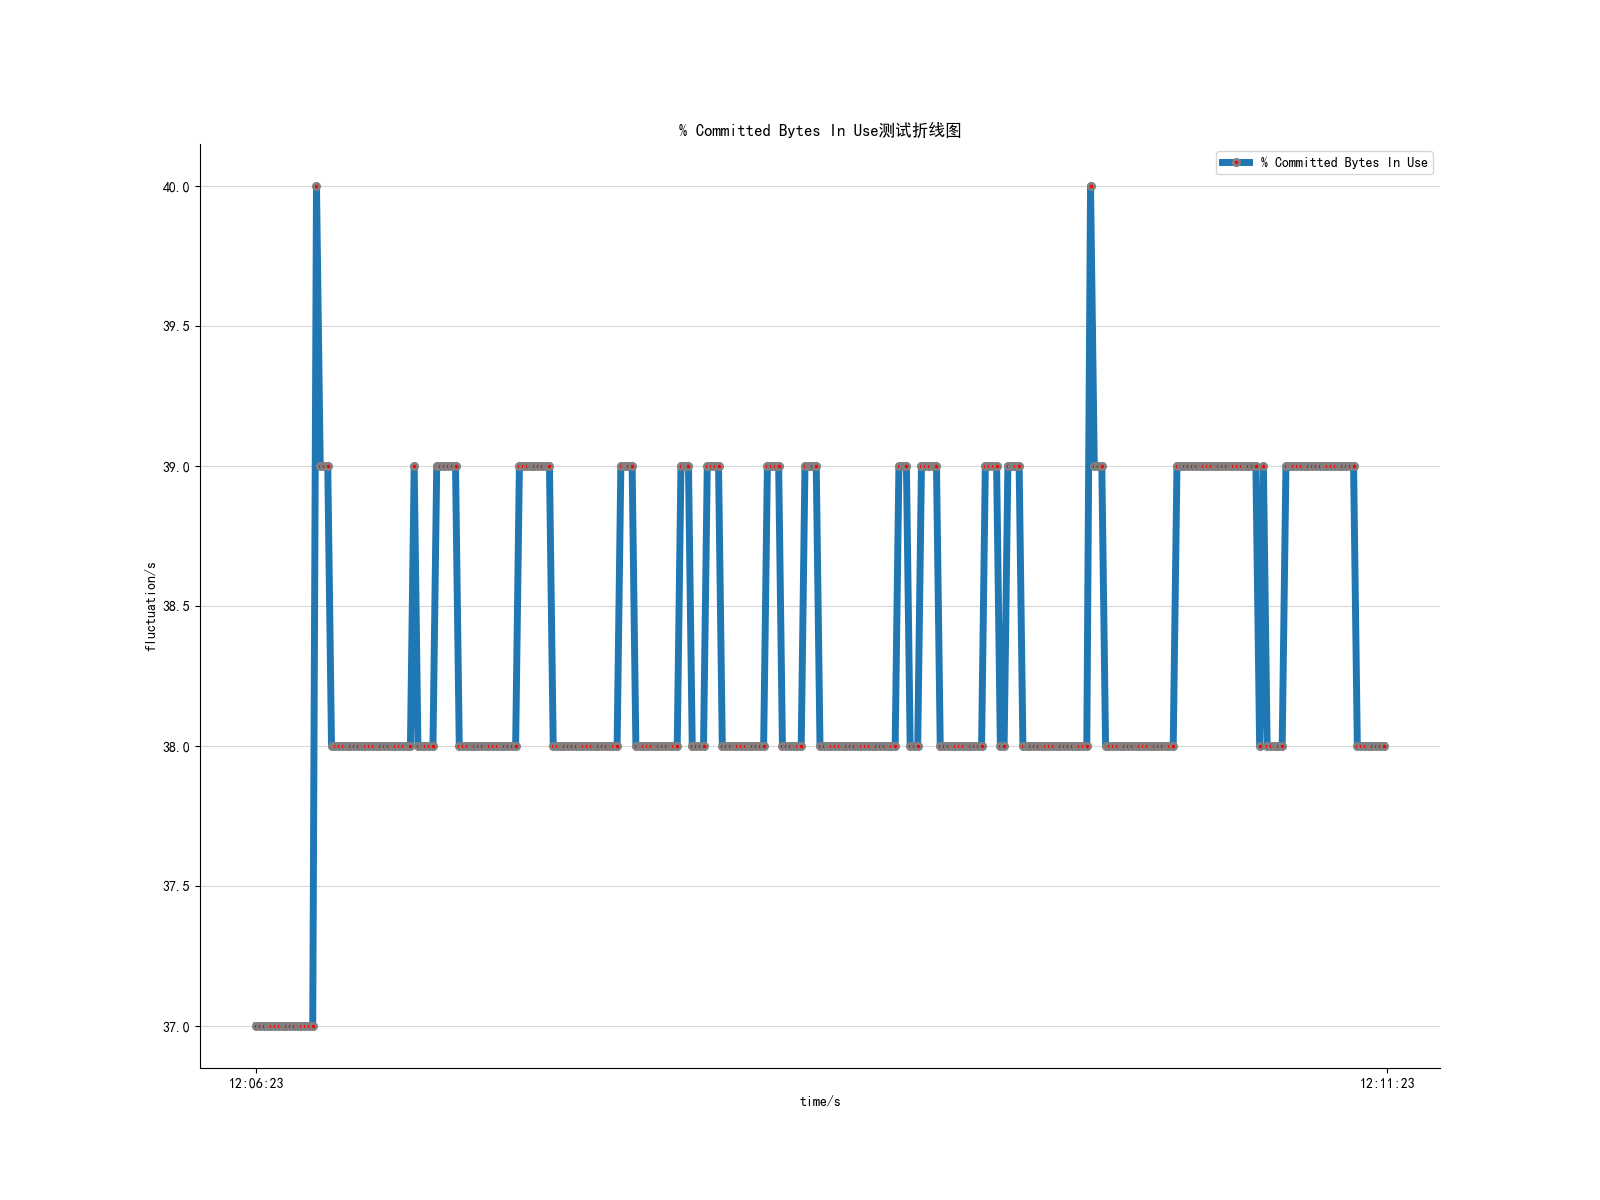 % Committed Bytes In Use测试折线图
% Committed Bytes In Use
40.0
39.5
39.0
38.5
38.0
37.5
37.0
fluctuation/s
12:06:23
12:11:23
time/s